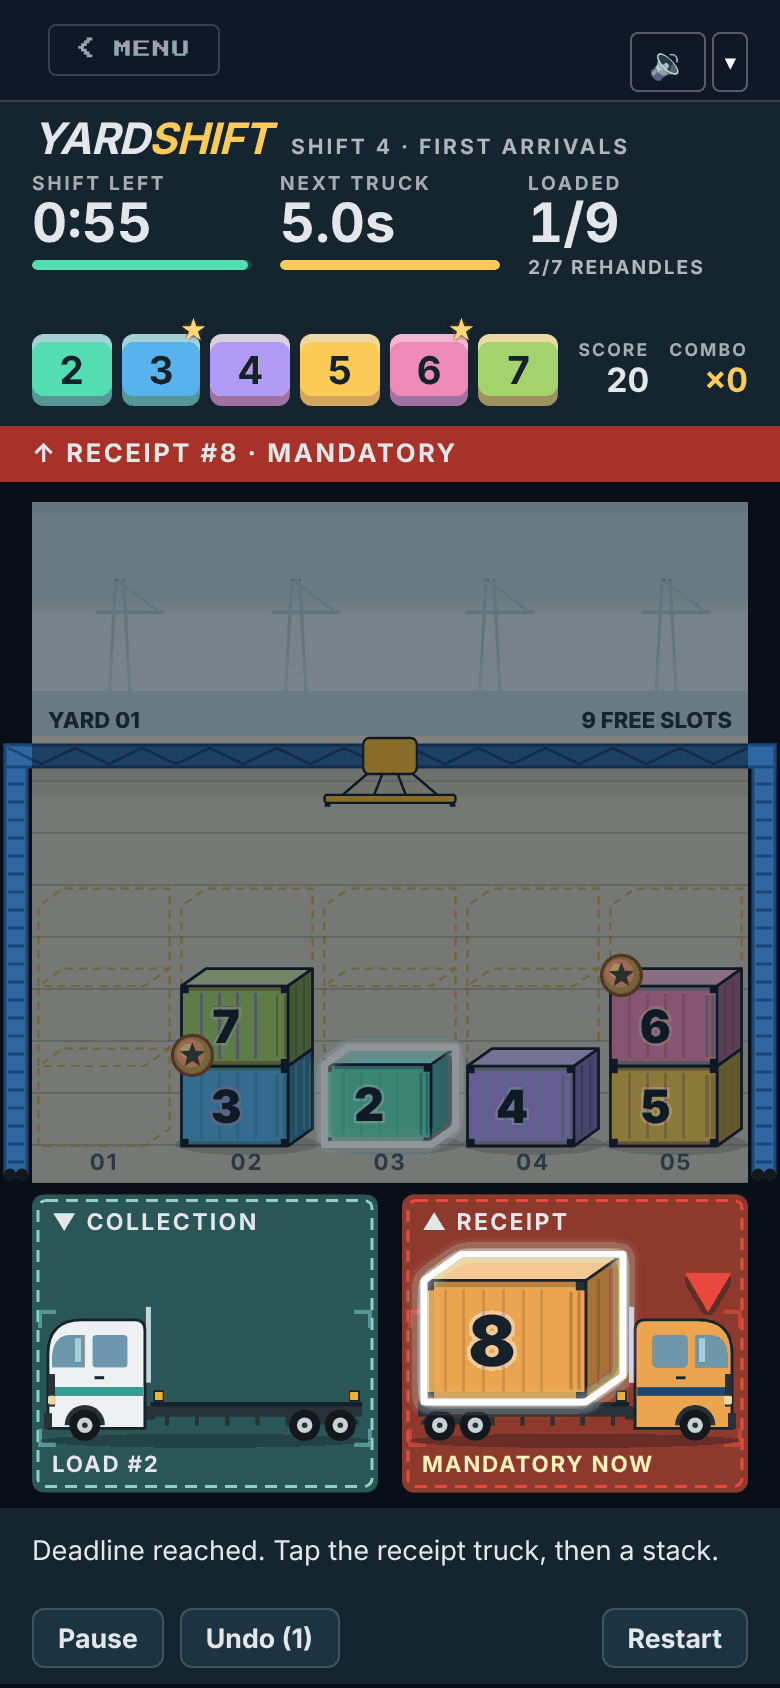 MENU
YARDSHIFT SHIFT 4 · FIRST ARRIVALS
SHIFT LEFT NEXT TRUCK LOADED
0:55 5.0s 1/9
2/7 REHANDLES
SCORE COMBO
2 3 4 5 6 7 20 ×0
↑ RECEIPT #8 · MANDATORY
YARD 01 9 FREE SLOTS
7 6
3 2 4 5
01 02 03 04 05
▼ COLLECTION ▲ RECEIPT
8
LOAD #2 MANDATORY NOW
Deadline reached. Tap the receipt truck, then a stack.
Pause Undo (1) Restart